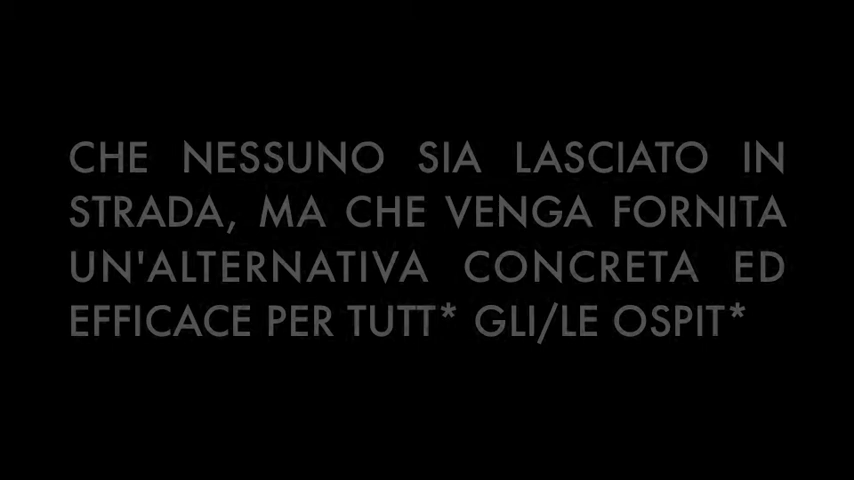 CHE NESSUNO SIA LASCIATO IN
STRADA, MA CHE VENGA FORNITA
UN'ALTERNATIVA CONCRETA ED
EFFICACE PER TUTT* GLI/LE OSPIT*